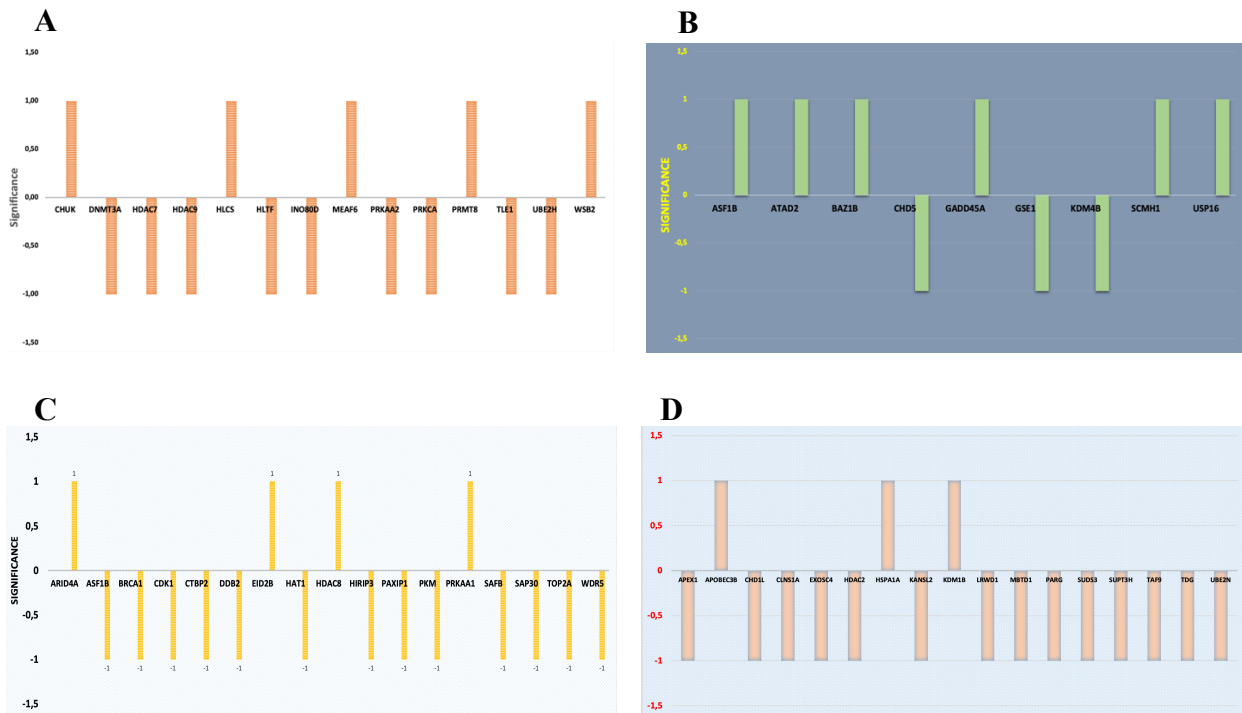 A
1,50
1,00
0,50
0,00
-0,50
-1,00
-1,50
Significance
CHUK DNMT3A HDAC7 HDAC9 HLCS HLTF INO80D MEAF6 PRKAA2 PRKCA PRMT8 TLE1 UBE2H WSB2
B
1,5
1
0,5
0
-0,5
-1
-1,5
SIGNIFICANCE
ASF1B ATAD2 BAZ1B CHD5 GADD45A GSE1 KDM4B SCMH1 USP16
C
1,5
1
0,5
0
-0,5
-1
-1,5
SIGNIFICANCE
1 1 1 1
ARID4A ASF1B BRCA1 CDK1 CTBP2 DDB2 EID2B HAT1 HDAC8 HIRIP3 PAXIP1 PKM PRKAA1 SAFB SAP30 TOP2A WDR5
-1 -1 -1 -1 -1 -1 -1 -1 -1 -1 -1 -1 -1
D
1,5
1
0,5
0
-0,5
-1
-1,5
APEX1 APOBEC3B CHD1L CLNS1A EXOSC4 HDAC2 HSPA1A KANSL2 KDM1B LRWD1 MBTD1 PARG SUDS3 SUPT3H TAF9 TDG UBE2N